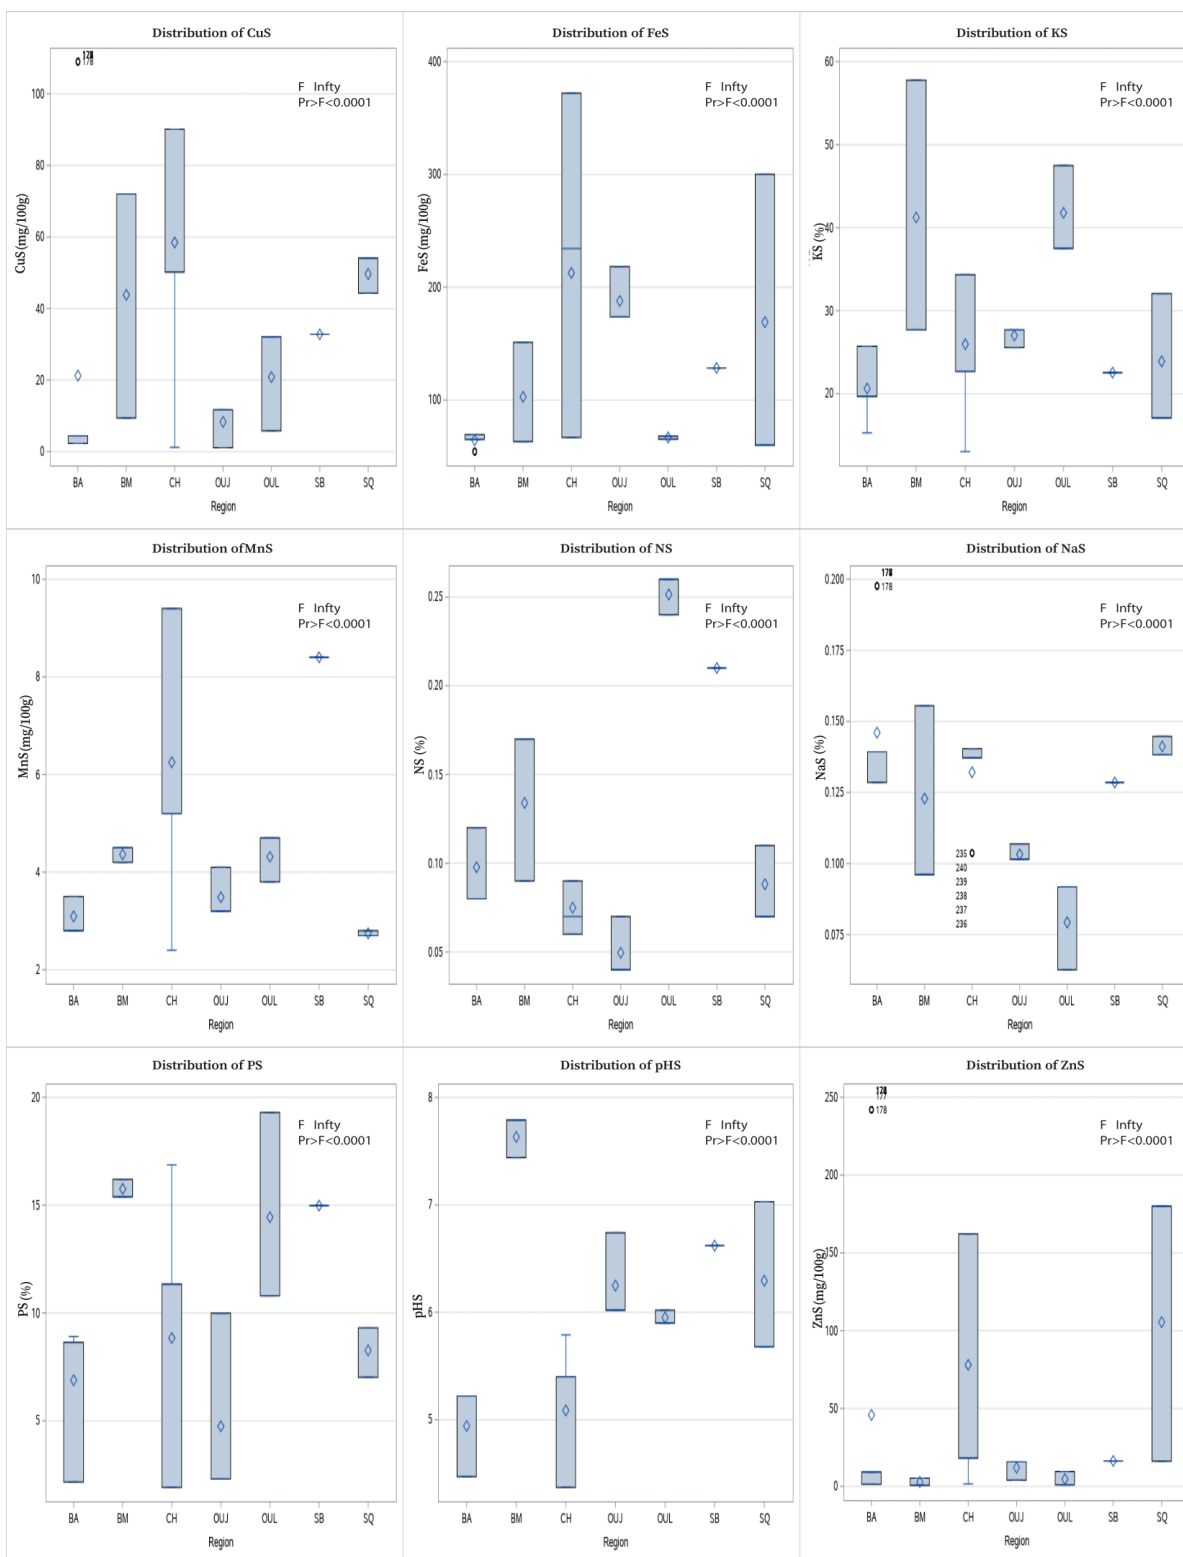 Distribution of CuS
178
178
F Infty
Pr>F<0.0001
100
80
60
40
20
0
CuS (mg/100g)
BA BM CH OUJ OUL SB SQ
Region
Distribution of FeS
F Infty
Pr>F<0.0001
400
300
200
100
FeS (mg/100g)
BA BM CH OUJ OUL SB SQ
Region
Distribution of KS
F Infty
Pr>F<0.0001
60
50
40
30
20
KS (%)
BA BM CH OUJ OUL SB SQ
Region
Distribution ofMnS
F Infty
Pr>F<0.0001
10
8
6
4
2
MnS (mg/100g)
BA BM CH OUJ OUL SB SQ
Region
Distribution of NS
F Infty
Pr>F<0.0001
0.25
0.20
0.15
0.10
0.05
NS (%)
BA BM CH OUJ OUL SB SQ
Region
Distribution of NaS
178
F Infty
Pr>F<0.0001
0.200
0.175
0.150
0.125
0.100
0.075
NaS (%)
235
240
239
238
237
236
BA BM CH OUJ OUL SB SQ
Region
Distribution of PS
F Infty
Pr>F<0.0001
20
15
10
5
PS (%)
BA BM CH OUJ OUL SB SQ
Region
Distribution of pHS
F Infty
Pr>F<0.0001
8
7
6
5
pHS
BA BM CH OUJ OUL SB SQ
Region
Distribution of ZnS
177
178
F Infty
Pr>F<0.0001
250
200
150
100
50
0
ZnS (mg/100g)
BA BM CH OUJ OUL SB SQ
Region